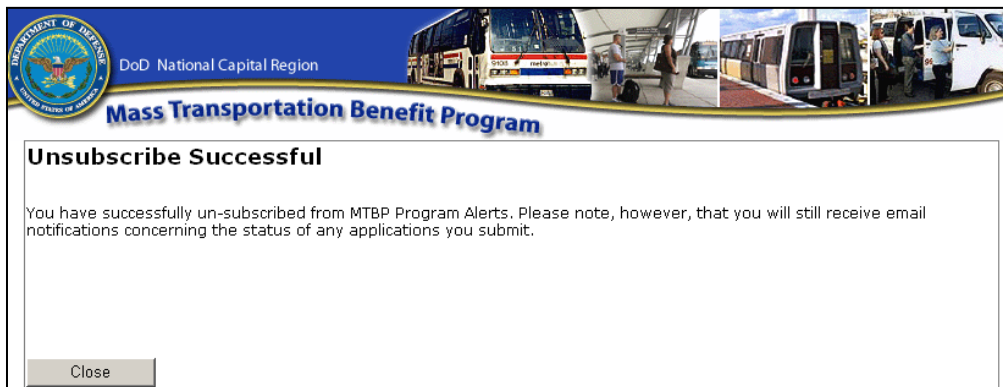 DEPARTMENT OF DEFENSE
UNITED STATES OF AMERICA
DoD National Capital Region
Mass Transportation Benefit Program
Unsubscribe Successful
You have successfully un-subscribed from MTBP Program Alerts. Please note, however, that you will still receive email
notifications concerning the status of any applications you submit.
Close